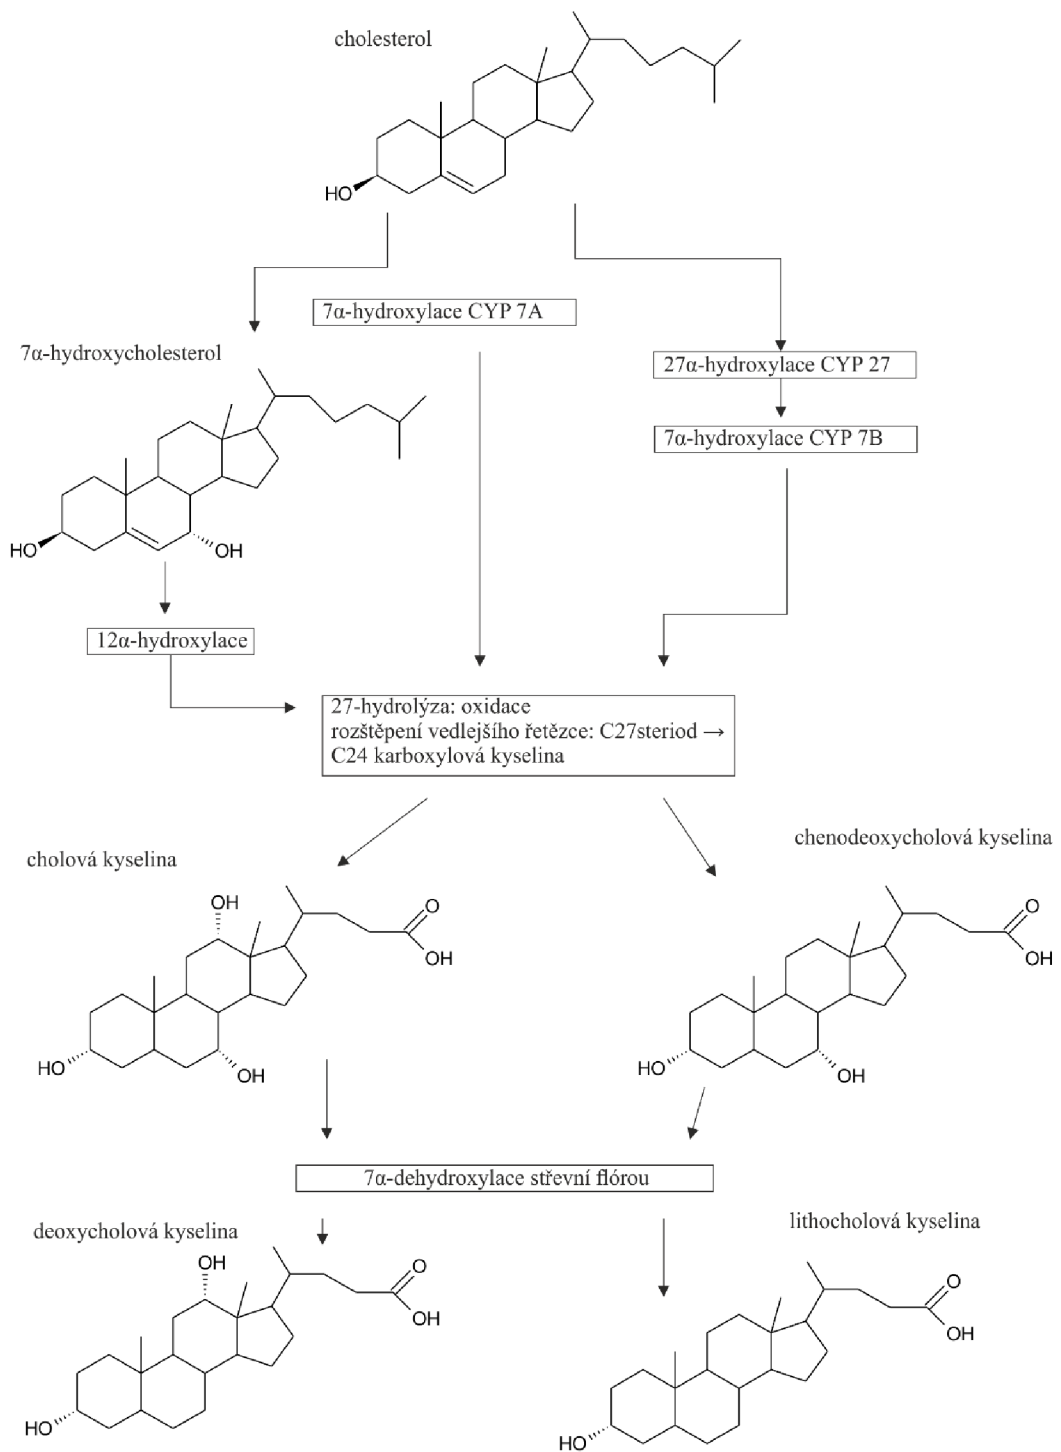 cholesterol
HO
7α-hydroxylace CYP 7A
7α-hydroxycholesterol
27α-hydroxylace CYP 27
7α-hydroxylace CYP 7B
HO
OH
12α-hydroxylace
27-hydrolýza: oxidace
rozštěpení vedlejšího řetězce: C27steriod →
C24 karboxylová kyselina
cholová kyselina
chenodeoxycholová kyselina
OH
O
OH
HO
OH
O
OH
HO
OH
7α-dehydroxylace střevní flórou
deoxycholová kyselina
lithocholová kyselina
OH
O
OH
HO
O
OH
HO